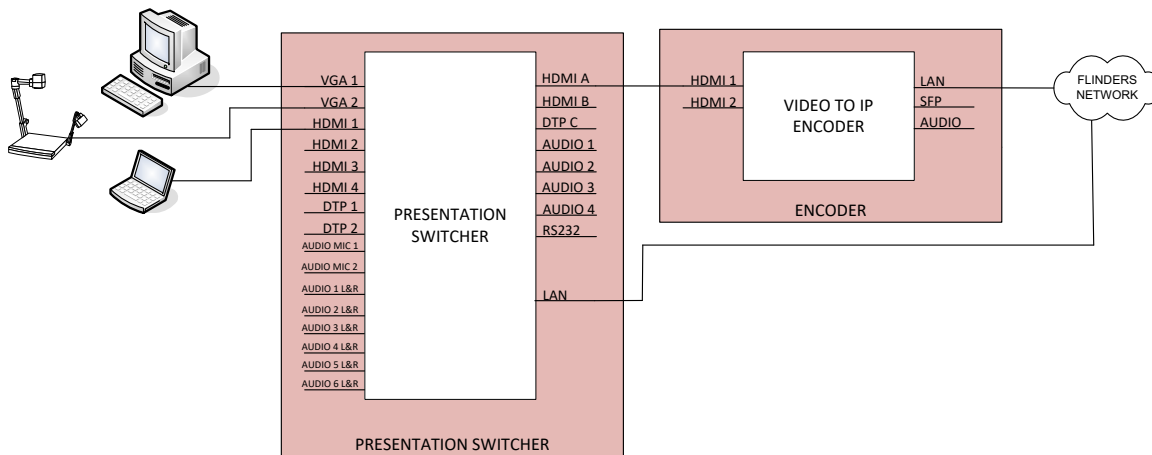 VGA 1
VGA 2
HDMI 1
HDMI 2
HDMI 3
HDMI 4
DTP 1
DTP 2
AUDIO MIC 1
AUDIO MIC 2
AUDIO 1 L&R
AUDIO 2 L&R
AUDIO 3 L&R
AUDIO 4 L&R
AUDIO 5 L&R
AUDIO 6 L&R
PRESENTATION
SWITCHER
HDMI A
HDMI B
DTP C
AUDIO 1
AUDIO 2
AUDIO 3
AUDIO 4
RS232
LAN
PRESENTATION SWITCHER
HDMI 1
HDMI 2
VIDEO TO IP
ENCODER
LAN
SFP
AUDIO
ENCODER
FLINDERS
NETWORK